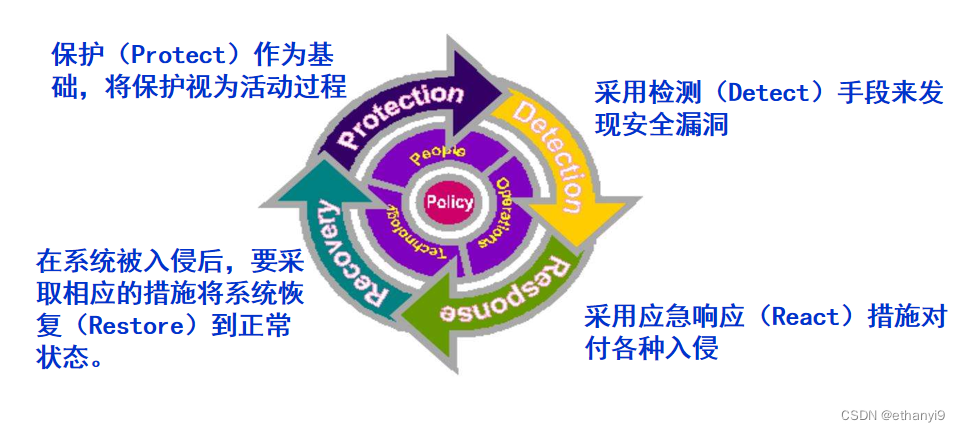 保护（Protect）作为基
础，将保护视为活动过程
采用检测（Detect）手段来发
现安全漏洞
Protection
Detection
People
Operations
Policy
Technology
Recovery
Response
在系统被入侵后，要采
取相应的措施将系统恢
复（Restore）到正常
状态。
采用应急响应（React）措施对
付各种入侵
CSDN @ethanyi9